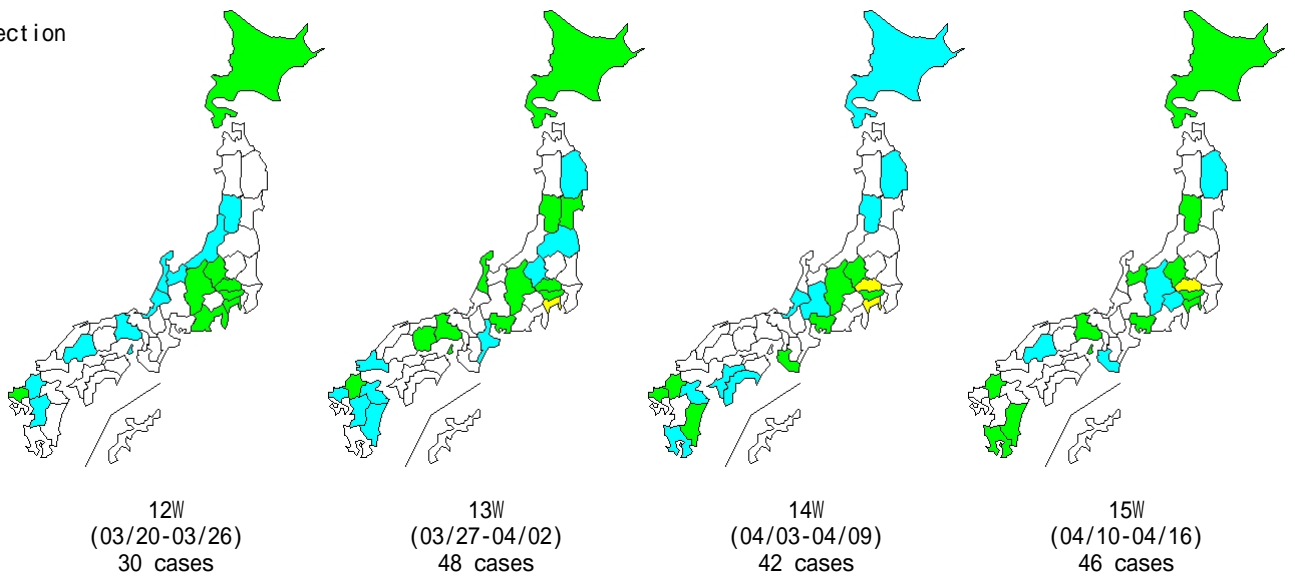 ection
12W
(03/20-03/26)
30 cases
13W
(03/27-04/02)
48 cases
14W
(04/03-04/09)
42 cases
15W
(04/10-04/16)
46 cases